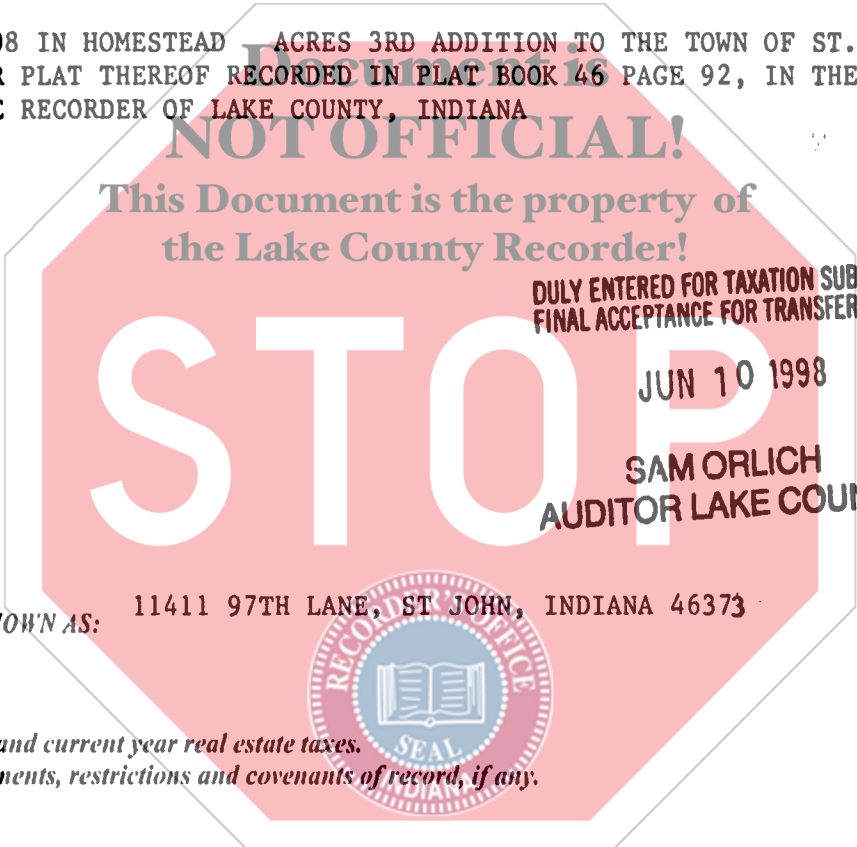 08 IN HOMESTEAD ACRES 3RD ADDITION TO THE TOWN OF ST.
R PLAT THEREOF RECORDED IN PLAT BOOK 46 PAGE 92, IN THE
RECORDER OF LAKE COUNTY, INDIANA
Document is
NOT OFFICIAL!
This Document is the property of
the Lake County Recorder!
DULY ENTERED FOR TAXATION SUB
FINAL ACCEPTANCE FOR TRANSFER
JUN 10 1998
STOP
SAM ORLICH
AUDITOR LAKE COUN
OWN AS: 11411 97TH LANE, ST JOHN, INDIANA 46373
RECORDER'S OFFICE
SEAL
INDIANA
and current year real estate taxes.
ments, restrictions and covenants of record, if any.